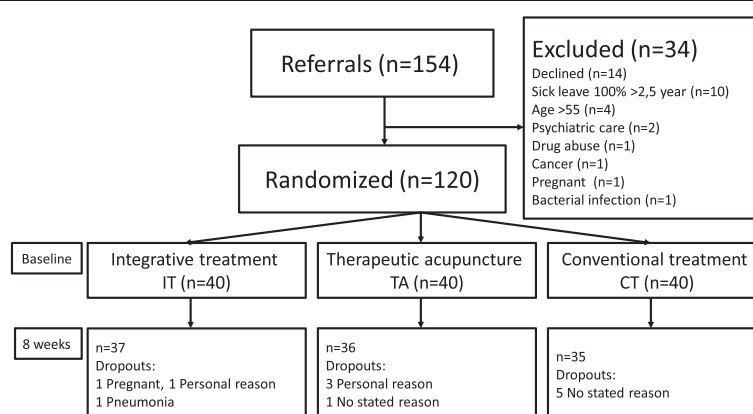 Referrals (n=154)
Excluded (n=34)
Declined (n=14)
Sick leave 100% >2,5 year (n=10)
Age >55 (n=4)
Psychiatric care (n=2)
Drug abuse (n=1)
Cancer (n=1)
Pregnant (n=1)
Bacterial infection (n=1)
Randomized (n=120)
Baseline
Integrative treatment
IT (n=40)
Therapeutic acupuncture
TA (n=40)
Conventional treatment
CT (n=40)
8 weeks
n=37
Dropouts:
1 Pregnant, 1 Personal reason
1 Pneumonia
n=36
Dropouts:
3 Personal reason
1 No stated reason
n=35
Dropouts:
5 No stated reason